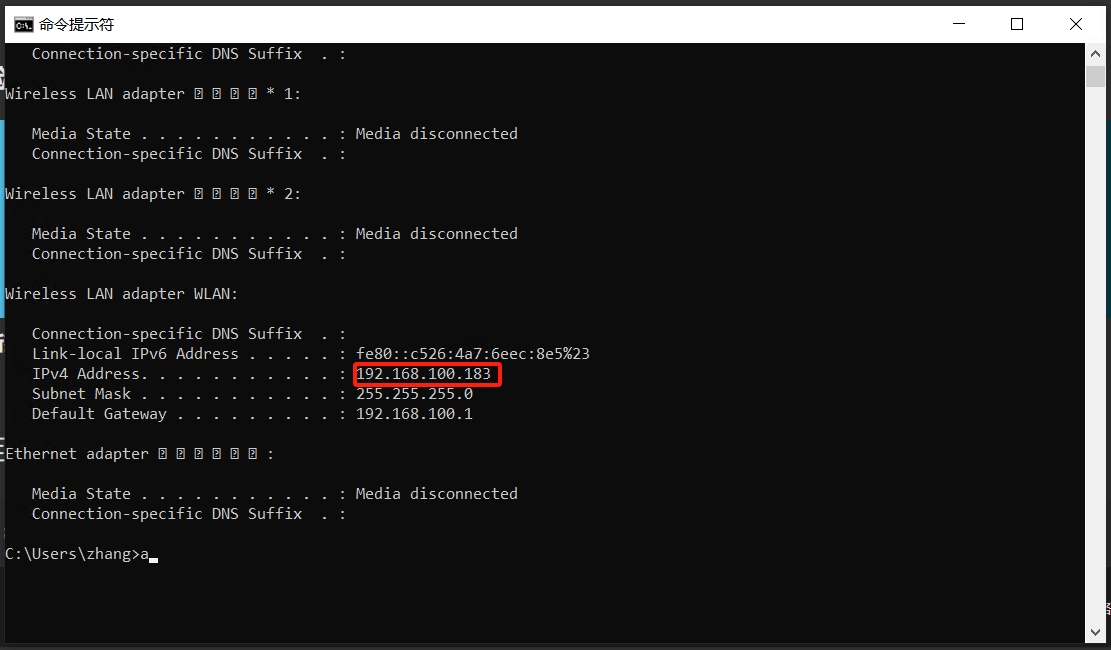 命令提示符
Connection-specific DNS Suffix  . :
Wireless LAN adapter * 1:
Media State . . . . . . . . . . . : Media disconnected
Connection-specific DNS Suffix  . :
Wireless LAN adapter * 2:
Media State . . . . . . . . . . . : Media disconnected
Connection-specific DNS Suffix  . :
Wireless LAN adapter WLAN:
Connection-specific DNS Suffix  . :
Link-local IPv6 Address . . . . . : fe80::c526:4a7:6eec:8e5%23
IPv4 Address. . . . . . . . . . . : 192.168.100.183
Subnet Mask . . . . . . . . . . . : 255.255.255.0
Default Gateway . . . . . . . . . : 192.168.100.1
Ethernet adapter :
Media State . . . . . . . . . . . : Media disconnected
Connection-specific DNS Suffix  . :
C:\Users\zhang>a